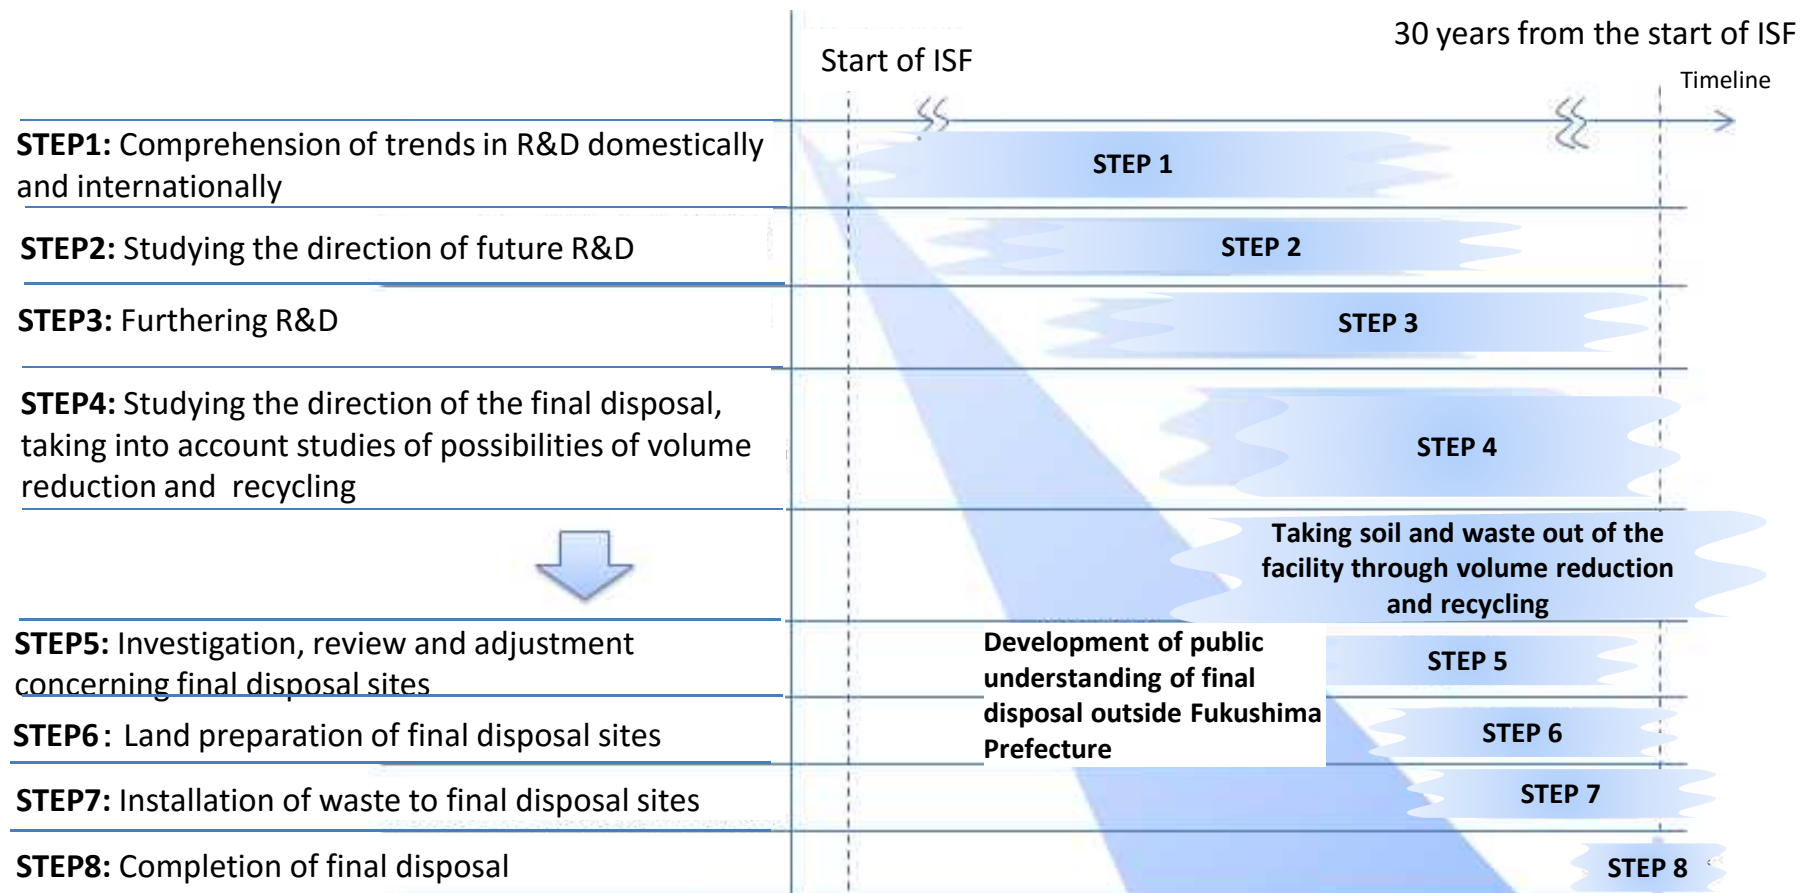 30 years from the start of ISF
Start of ISF
Timeline
STEP1: Comprehension of trends in R&D domestically
and internationally
STEP 1
STEP2: Studying the direction of future R&D
STEP 2
STEP3: Furthering R&D
STEP 3
STEP4: Studying the direction of the final disposal,
taking into account studies of possibilities of volume
reduction and recycling
STEP 4
Taking soil and waste out of the
facility through volume reduction
and recycling
STEP5: Investigation, review and adjustment
concerning final disposal sites
Development of public
understanding of final
disposal outside Fukushima
Prefecture
STEP 5
STEP6：Land preparation of final disposal sites
STEP 6
STEP7: Installation of waste to final disposal sites
STEP 7
STEP8: Completion of final disposal
STEP 8